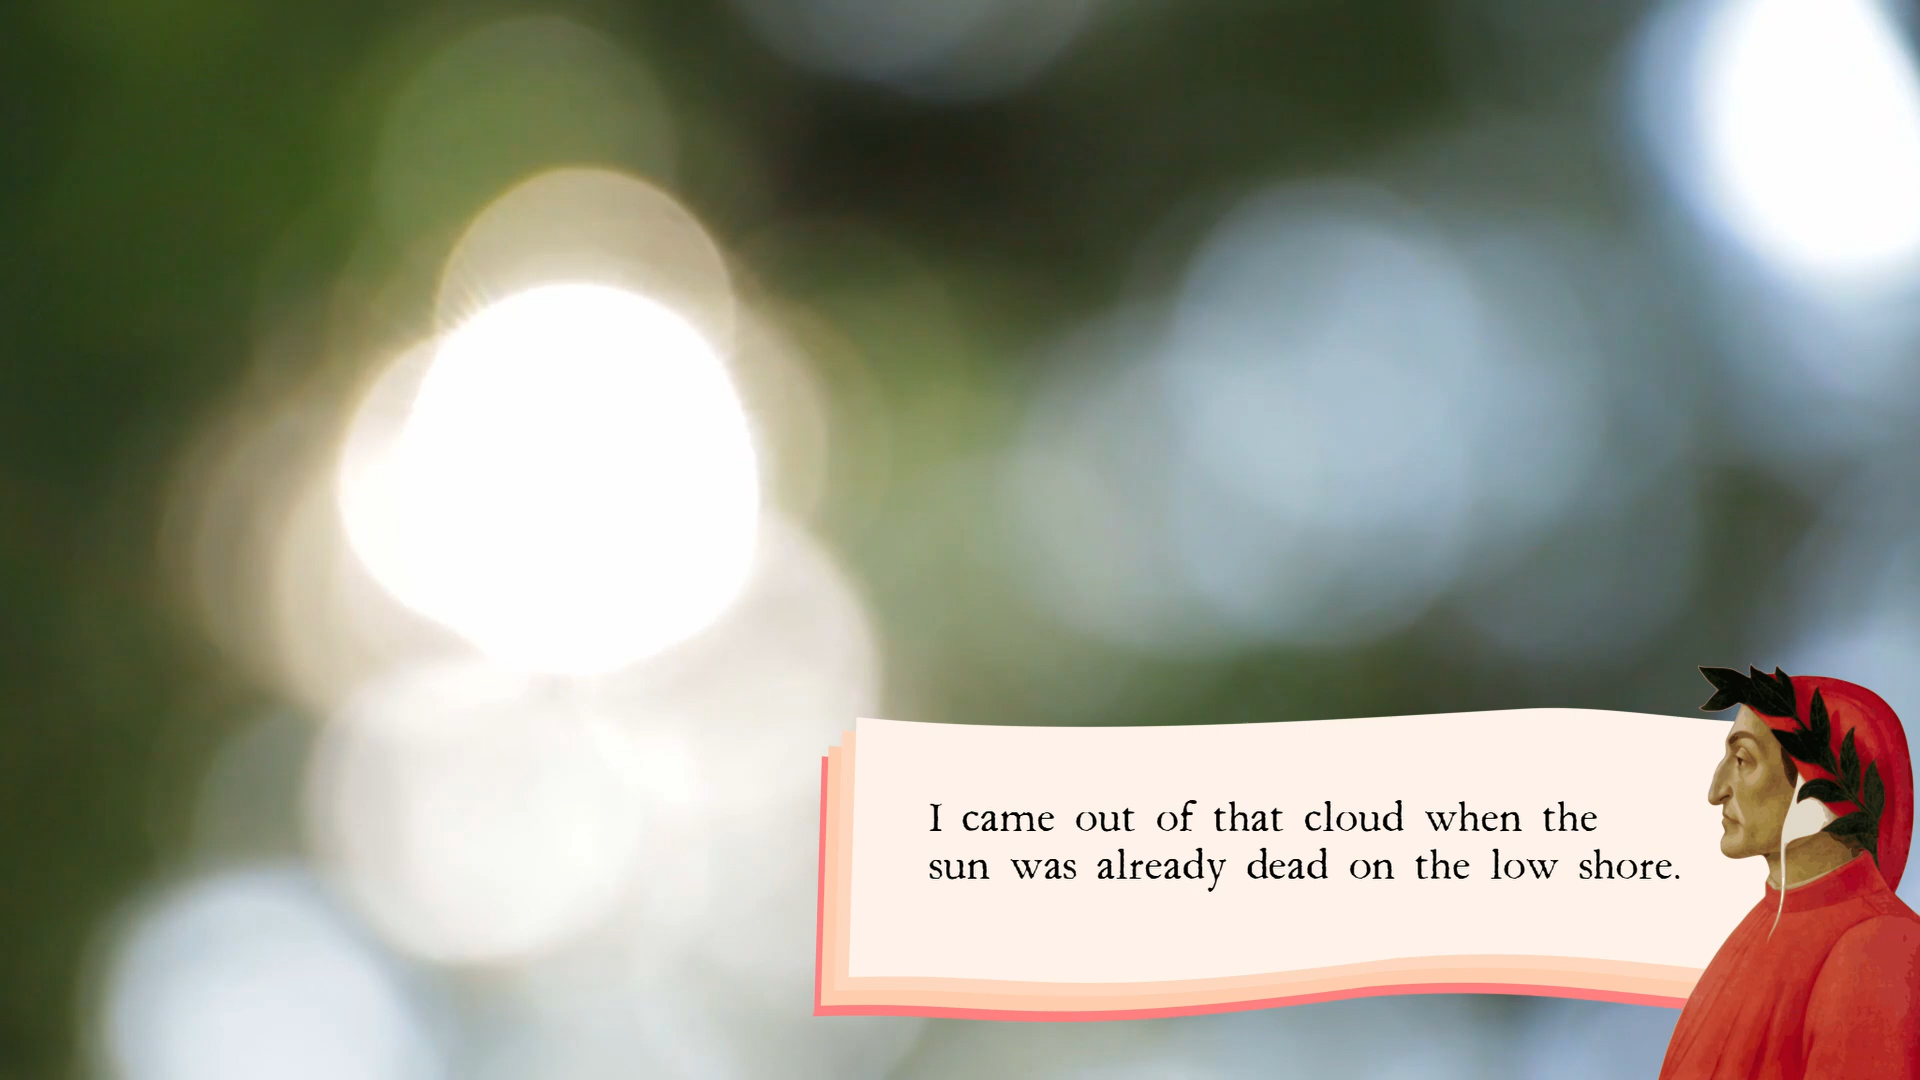 I came out of that cloud when the
sun was already dead on the low shore.